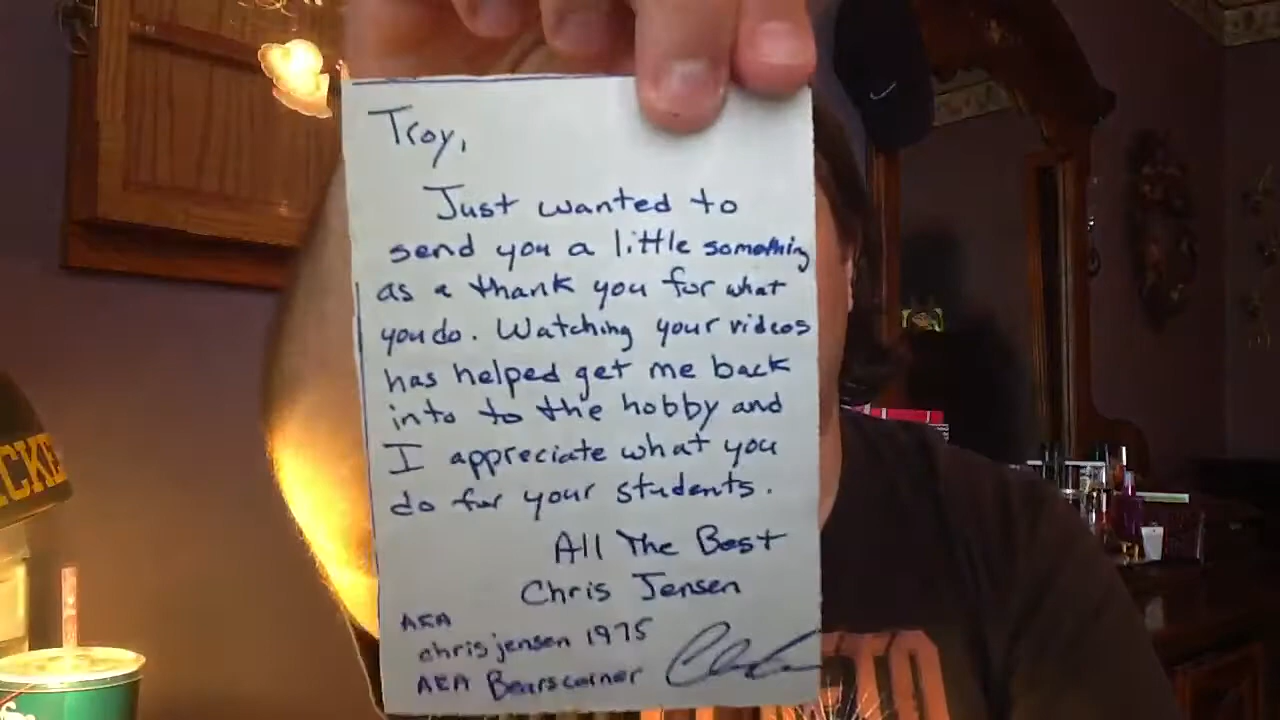 Troy,
Just wanted to
send you a little something
as a thank you for what
you do. Watching your videos
has helped get me back
into to the hobby and
I appreciate what you
do for your students.
All The Best
Chris Jensen
AKA
chrisjensen 1975
AKA Bearscorner
ICKE